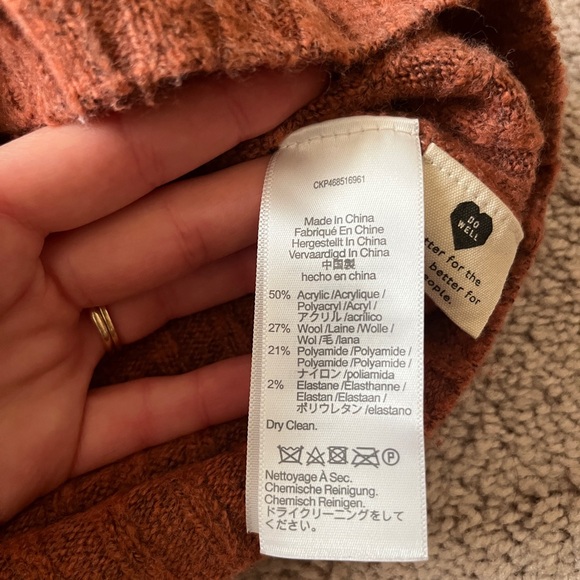 CKP468516961
Made In China
Fabriqué En Chine
Hergestellt In China
Vervaardigd In China
中国製
hecho en china
50% Acrylic/Acrylique/
Polyacryl/Acryl/
アクリル/acrílico
27% Wool/Laine/Wolle/
Wol/毛/lana
21% Polyamide/Polyamide/
Polyamide/Polyamide/
ナイロン/poliamida
2% Elastane/Élasthanne/
Elastan/Elastaan/
ポリウレタン/elastano
Dry Clean.
P
Nettoyage À Sec.
Chemische Reinigung.
Chemisch Reinigen.
ドライクリーニングをして
ください。
DO
WELL
for the
better for